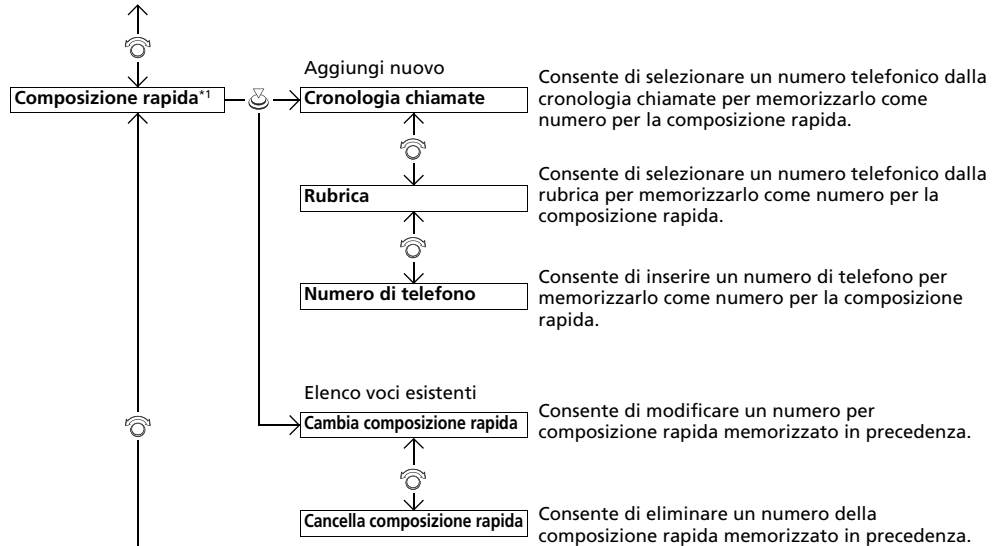 Aggiungi nuovo
Composizione rapida*1
Cronologia chiamate
Consente di selezionare un numero telefonico dalla
cronologia chiamate per memorizzarlo come
numero per la composizione rapida.
Rubrica
Consente di selezionare un numero telefonico dalla
rubrica per memorizzarlo come numero per la
composizione rapida.
Numero di telefono
Consente di inserire un numero di telefono per
memorizzarlo come numero per la composizione
rapida.
Elenco voci esistenti
Cambia composizione rapida
Consente di modificare un numero per
composizione rapida memorizzato in precedenza.
Cancella composizione rapida
Consente di eliminare un numero della
composizione rapida memorizzato in precedenza.